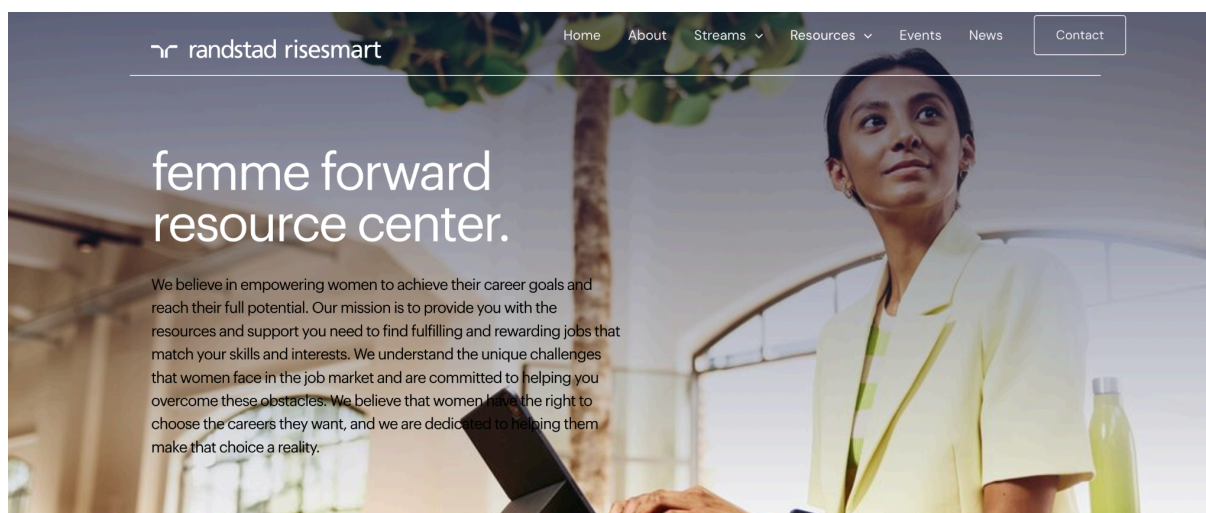 randstad risesmart
Home About Streams Resources Events News Contact
femme forward
resource center.
We believe in empowering women to achieve their career goals and
reach their full potential. Our mission is to provide you with the
resources and support you need to find fulfilling and rewarding jobs that
match your skills and interests. We understand the unique challenges
that women face in the job market and are committed to helping you
overcome these obstacles. We believe that women have the right to
choose the careers they want, and we are dedicated to helping them
make that choice a reality.